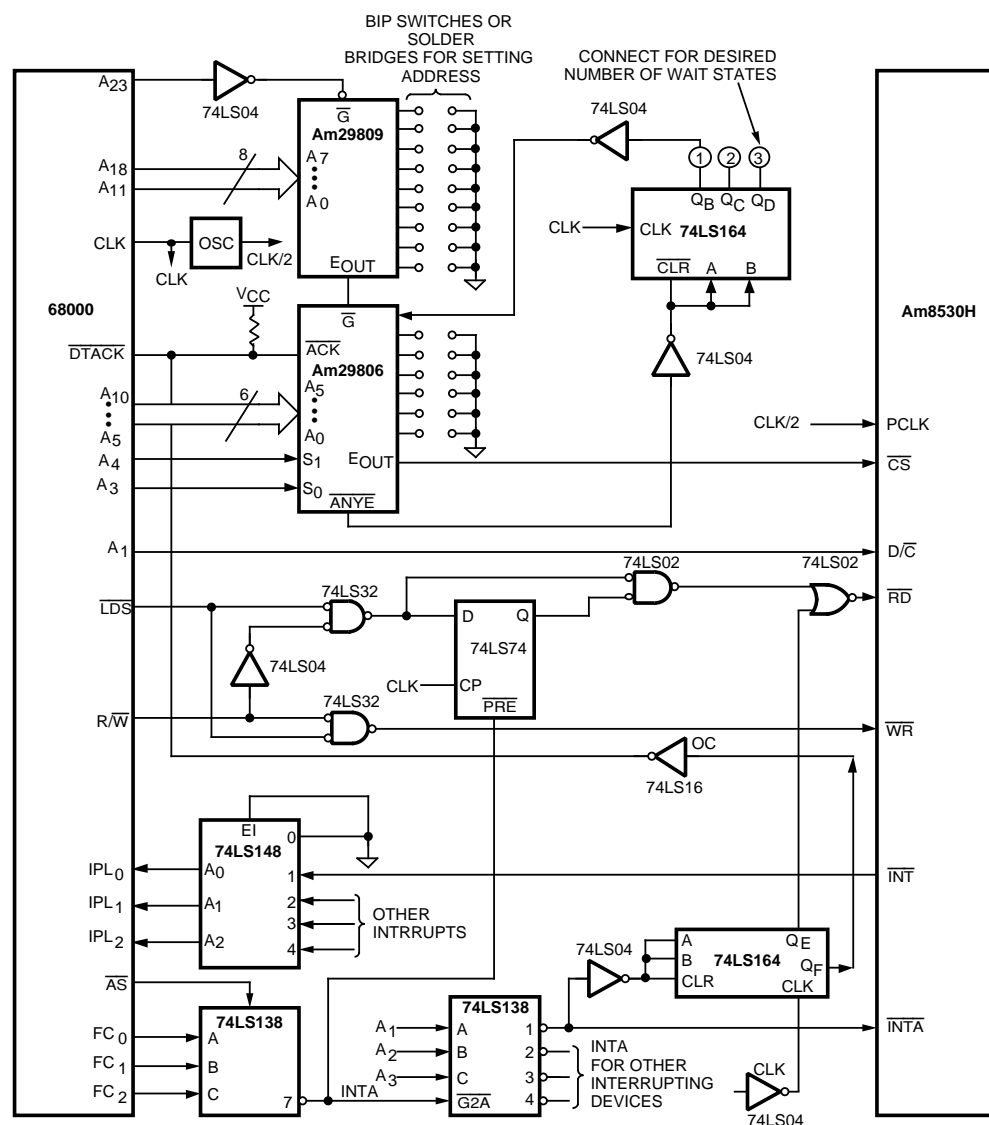 BIP SWITCHES OR
SOLDER
BRIDGES FOR SETTING
ADDRESS
CONNECT FOR DESIRED
NUMBER OF WAIT STATES
A23
74LS04
G
Am29809
A7
A0
A18
A11
8
CLK
OSC
CLK
CLK/2
EOUT
74LS04
1
2
3
QB
QC
QD
CLK
CLK
74LS164
CLR
A
B
74LS04
68000
Am8530H
VCC
G
DTACK
ACK
Am29806
A10
A5
6
A5
A0
A4
S1
A3
S0
EOUT
ANYE
CLK/2
PCLK
CS
A1
D/C
LDS
74LS32
74LS02
74LS02
RD
D
Q
74LS74
CLK
CP
PRE
74LS04
74LS32
R/W
WR
OC
74LS16
EI
0
74LS148
IPL0
A0
1
INT
IPL1
A1
2
IPL2
A2
3
4
OTHER
INTRRUPTS
74LS04
A
B
CLR
74LS164
QE
QF
CLK
AS
74LS138
FC0
A
FC1
B
FC2
C
7
INTA
74LS138
A1
A
A2
B
A3
C
G2A
1
2
3
4
INTA
FOR OTHER
INTERRUPTING
DEVICES
INTA
CLK
74LS04